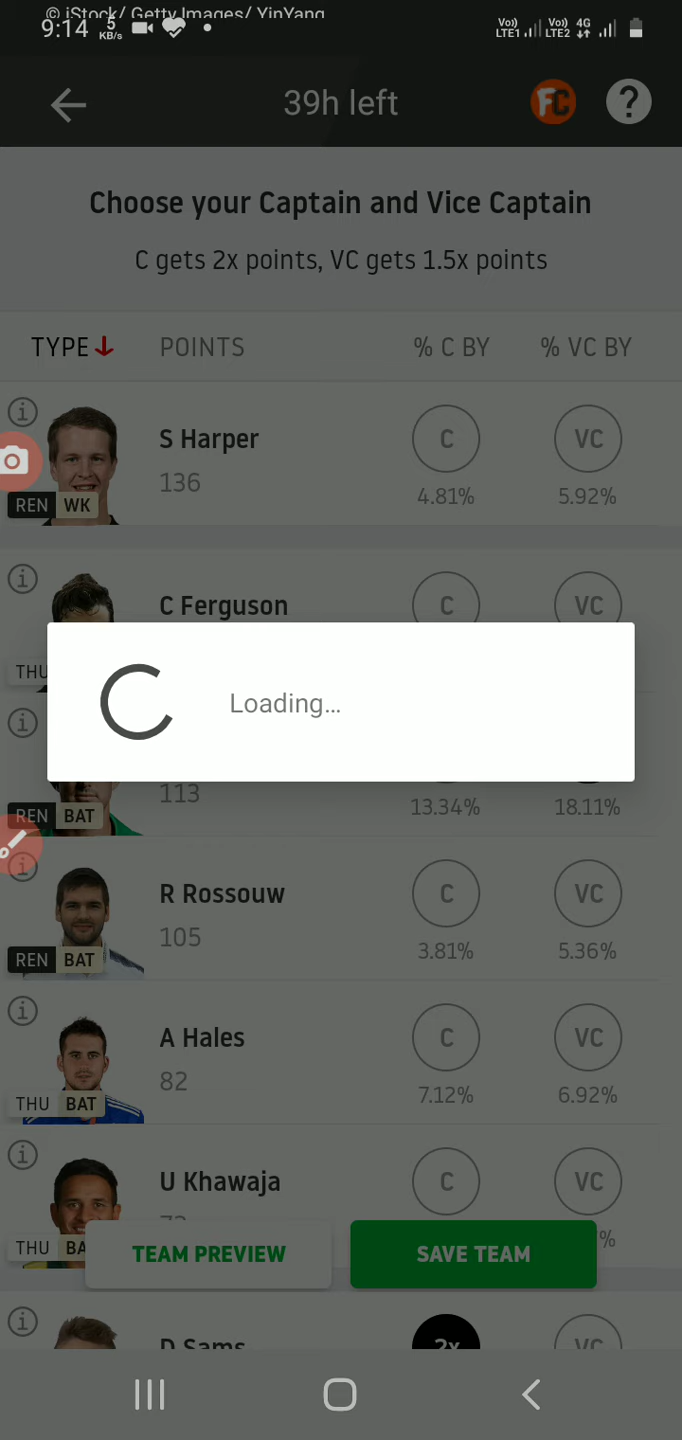 © iStock/ Getty Images/ YinYang
9:14 5 KB/s Vo)) LTE1 Vo)) LTE2 4G
39h left FC ?
Choose your Captain and Vice Captain
C gets 2x points, VC gets 1.5x points
TYPE POINTS % C BY % VC BY
S Harper C VC
136
REN WK 4.81% 5.92%
C Ferguson C VC
THU
Loading...
113
REN BAT 13.34% 18.11%
R Rossouw C VC
105
REN BAT 3.81% 5.36%
A Hales C VC
82
THU BAT 7.12% 6.92%
U Khawaja C VC
THU %
TEAM PREVIEW SAVE TEAM
D Sams 2x VC